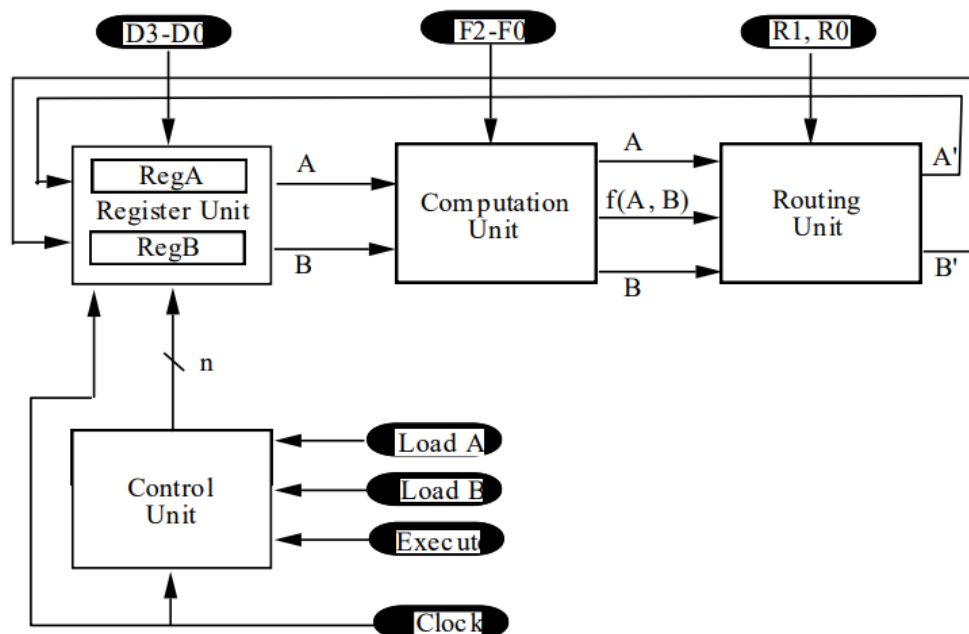 D3-D0
F2-F0
R1, R0
RegA
Register Unit
RegB
A
B
Computation
Unit
A
f(A, B)
B
Routing
Unit
A'
B'
n
Control
Unit
Load A
Load B
Execute
Clock